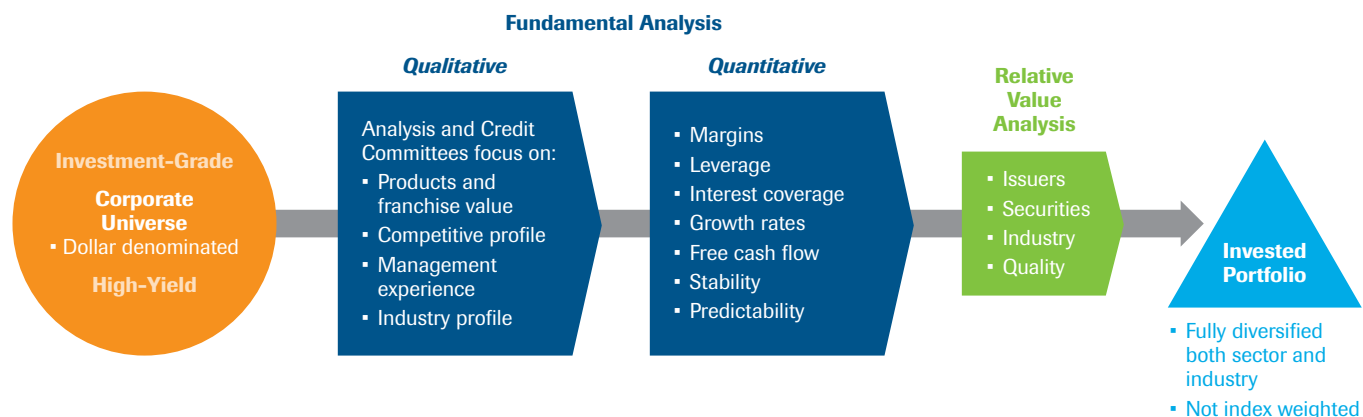 Fundamental Analysis
Qualitative
Quantitative
Relative
Value
Analysis
Investment-Grade
Corporate
Universe
▪ Dollar denominated
High-Yield
Analysis and Credit
Committees focus on:
▪ Products and
franchise value
▪ Competitive profile
▪ Management
experience
▪ Industry profile
▪ Margins
▪ Leverage
▪ Interest coverage
▪ Growth rates
▪ Free cash flow
▪ Stability
▪ Predictability
▪ Issuers
▪ Securities
▪ Industry
▪ Quality
Invested
Portfolio
▪ Fully diversified
both sector and
industry
▪ Not index weighted